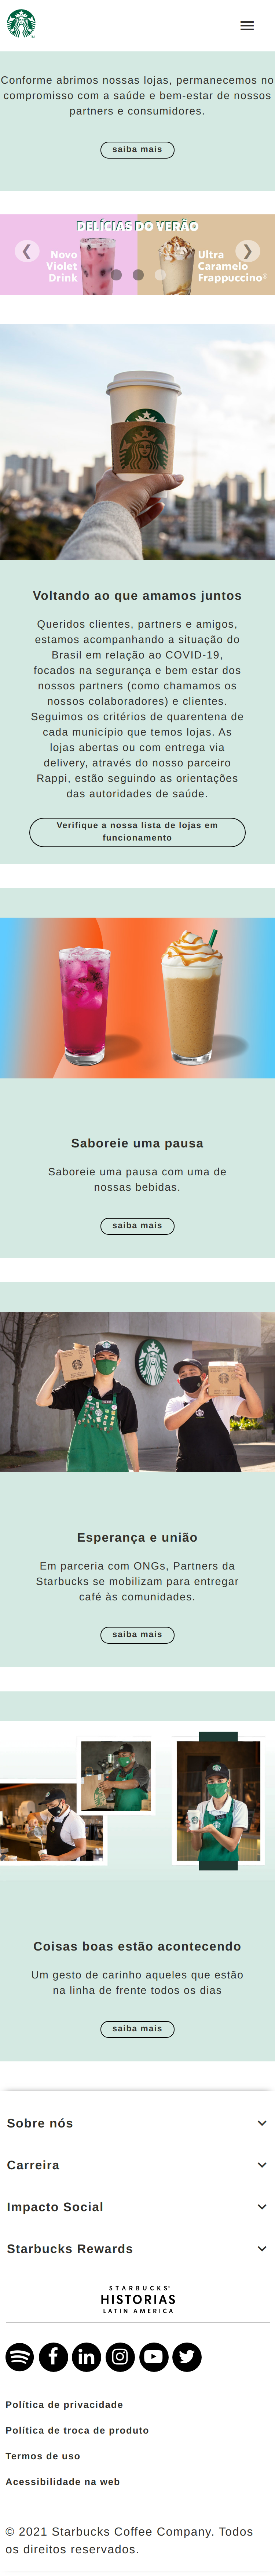 Conforme abrimos nossas lojas, permanecemos no
compromisso com a saúde e bem-estar de nossos
partners e consumidores.
saiba mais
DELÍCIAS DO VERÃO
❮
❯
Novo
Violet
Drink
Ultra
Caramelo
Frappuccino®
Voltando ao que amamos juntos
Queridos clientes, partners e amigos,
estamos acompanhando a situação do
Brasil em relação ao COVID-19,
focados na segurança e bem estar dos
nossos partners (como chamamos os
nossos colaboradores) e clientes.
Seguimos os critérios de quarentena de
cada município que temos lojas. As
lojas abertas ou com entrega via
delivery, através do nosso parceiro
Rappi, estão seguindo as orientações
das autoridades de saúde.
Verifique a nossa lista de lojas em
funcionamento
Saboreie uma pausa
Saboreie uma pausa com uma de
nossas bebidas.
saiba mais
Esperança e união
Em parceria com ONGs, Partners da
Starbucks se mobilizam para entregar
café às comunidades.
saiba mais
Coisas boas estão acontecendo
Um gesto de carinho aqueles que estão
na linha de frente todos os dias
saiba mais
Sobre nós
Carreira
Impacto Social
Starbucks Rewards
STARBUCKS®
HISTORIAS
LATIN AMERICA
Política de privacidade
Política de troca de produto
Termos de uso
Acessibilidade na web
© 2021 Starbucks Coffee Company. Todos
os direitos reservados.